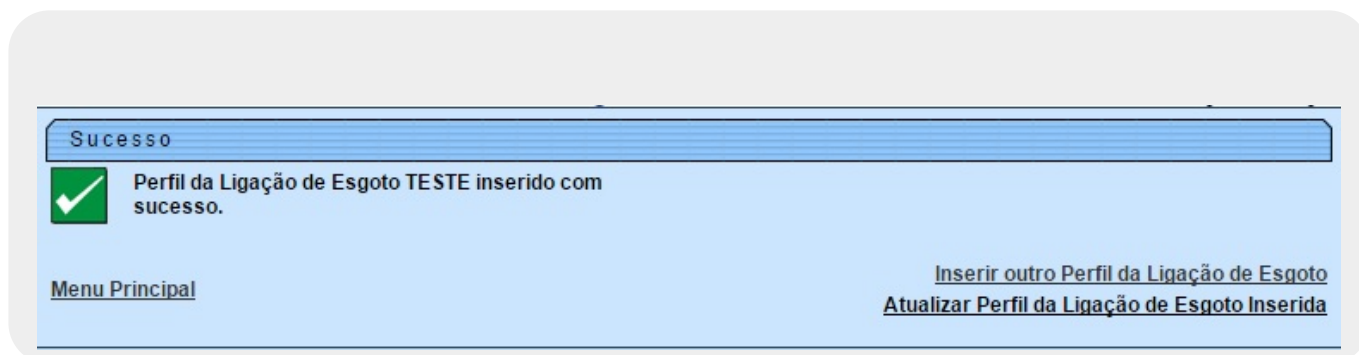 Sucesso
Perfil da Ligação de Esgoto TESTE inserido com
sucesso.
Inserir outro Perfil da Ligação de Esgoto
Menu Principal
Atualizar Perfil da Ligação de Esgoto Inserida